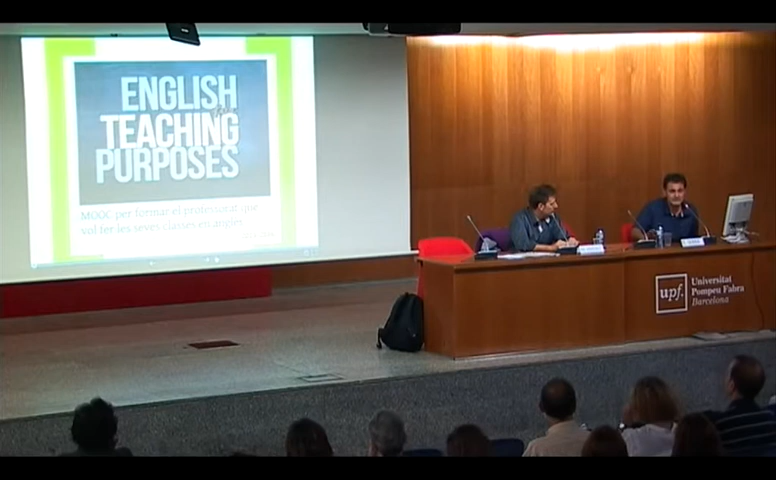 ENGLISH
for
TEACHING
PURPOSES
MOOC per formar el professorat que
vol fer les seves classes en anglès
upf.
Universitat
Pompeu Fabra
Barcelona